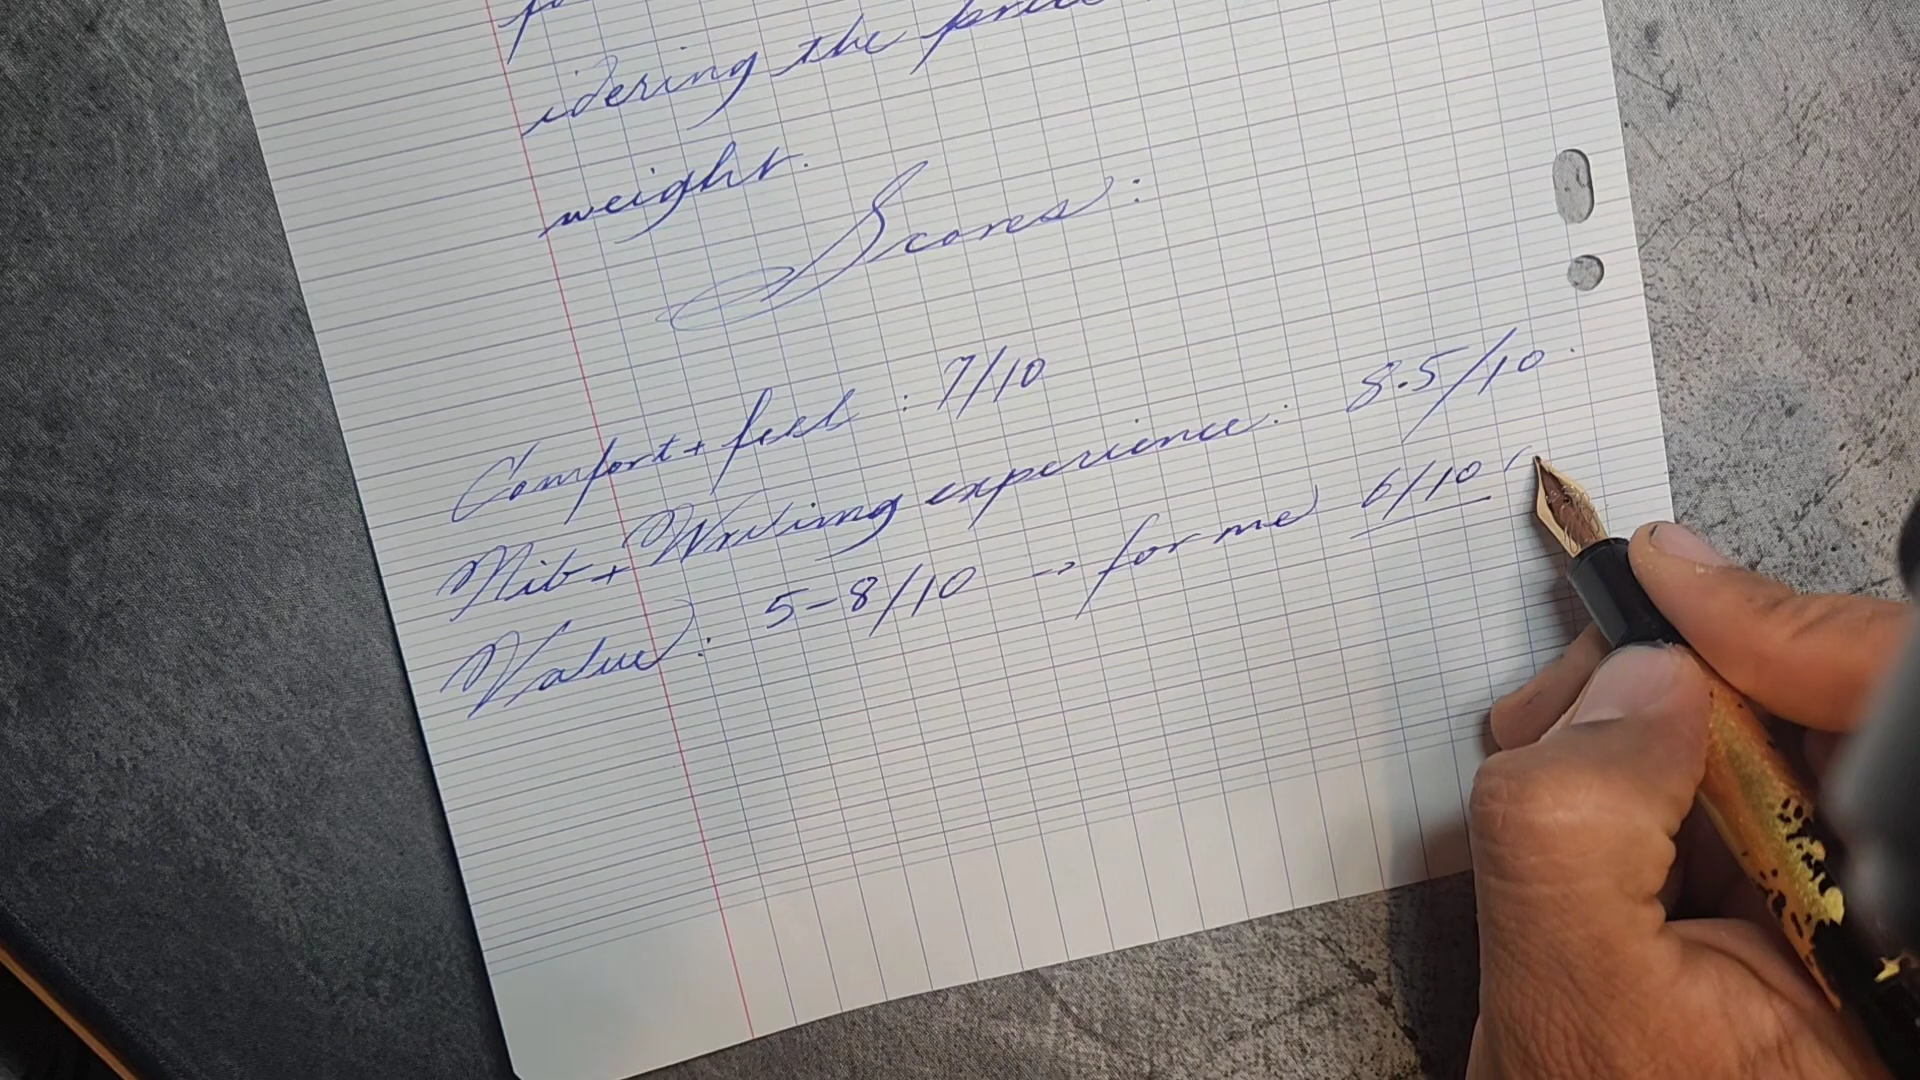 idering the price
weight.
Scores:
Comfort + feel : 7/10
Nib + Writing experience: 8.5/10.
Value: 5-8/10 → for me 6/10 (